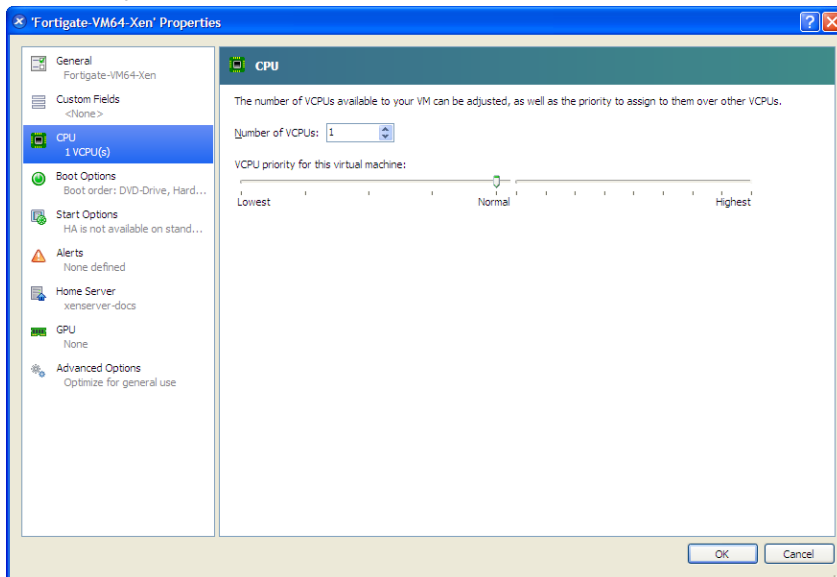 'Fortigate-VM64-Xen' Properties
General
Fortigate-VM64-Xen
Custom Fields
<None>
CPU
1 VCPU(s)
Boot Options
Boot order: DVD-Drive, Hard...
Start Options
HA is not available on stand...
Alerts
None defined
Home Server
xenserver-docs
GPU
None
Advanced Options
Optimize for general use
CPU
The number of VCPUs available to your VM can be adjusted, as well as the priority to assign to them over other VCPUs.
Number of VCPUs: 1
VCPU priority for this virtual machine:
Lowest Normal Highest
OK Cancel